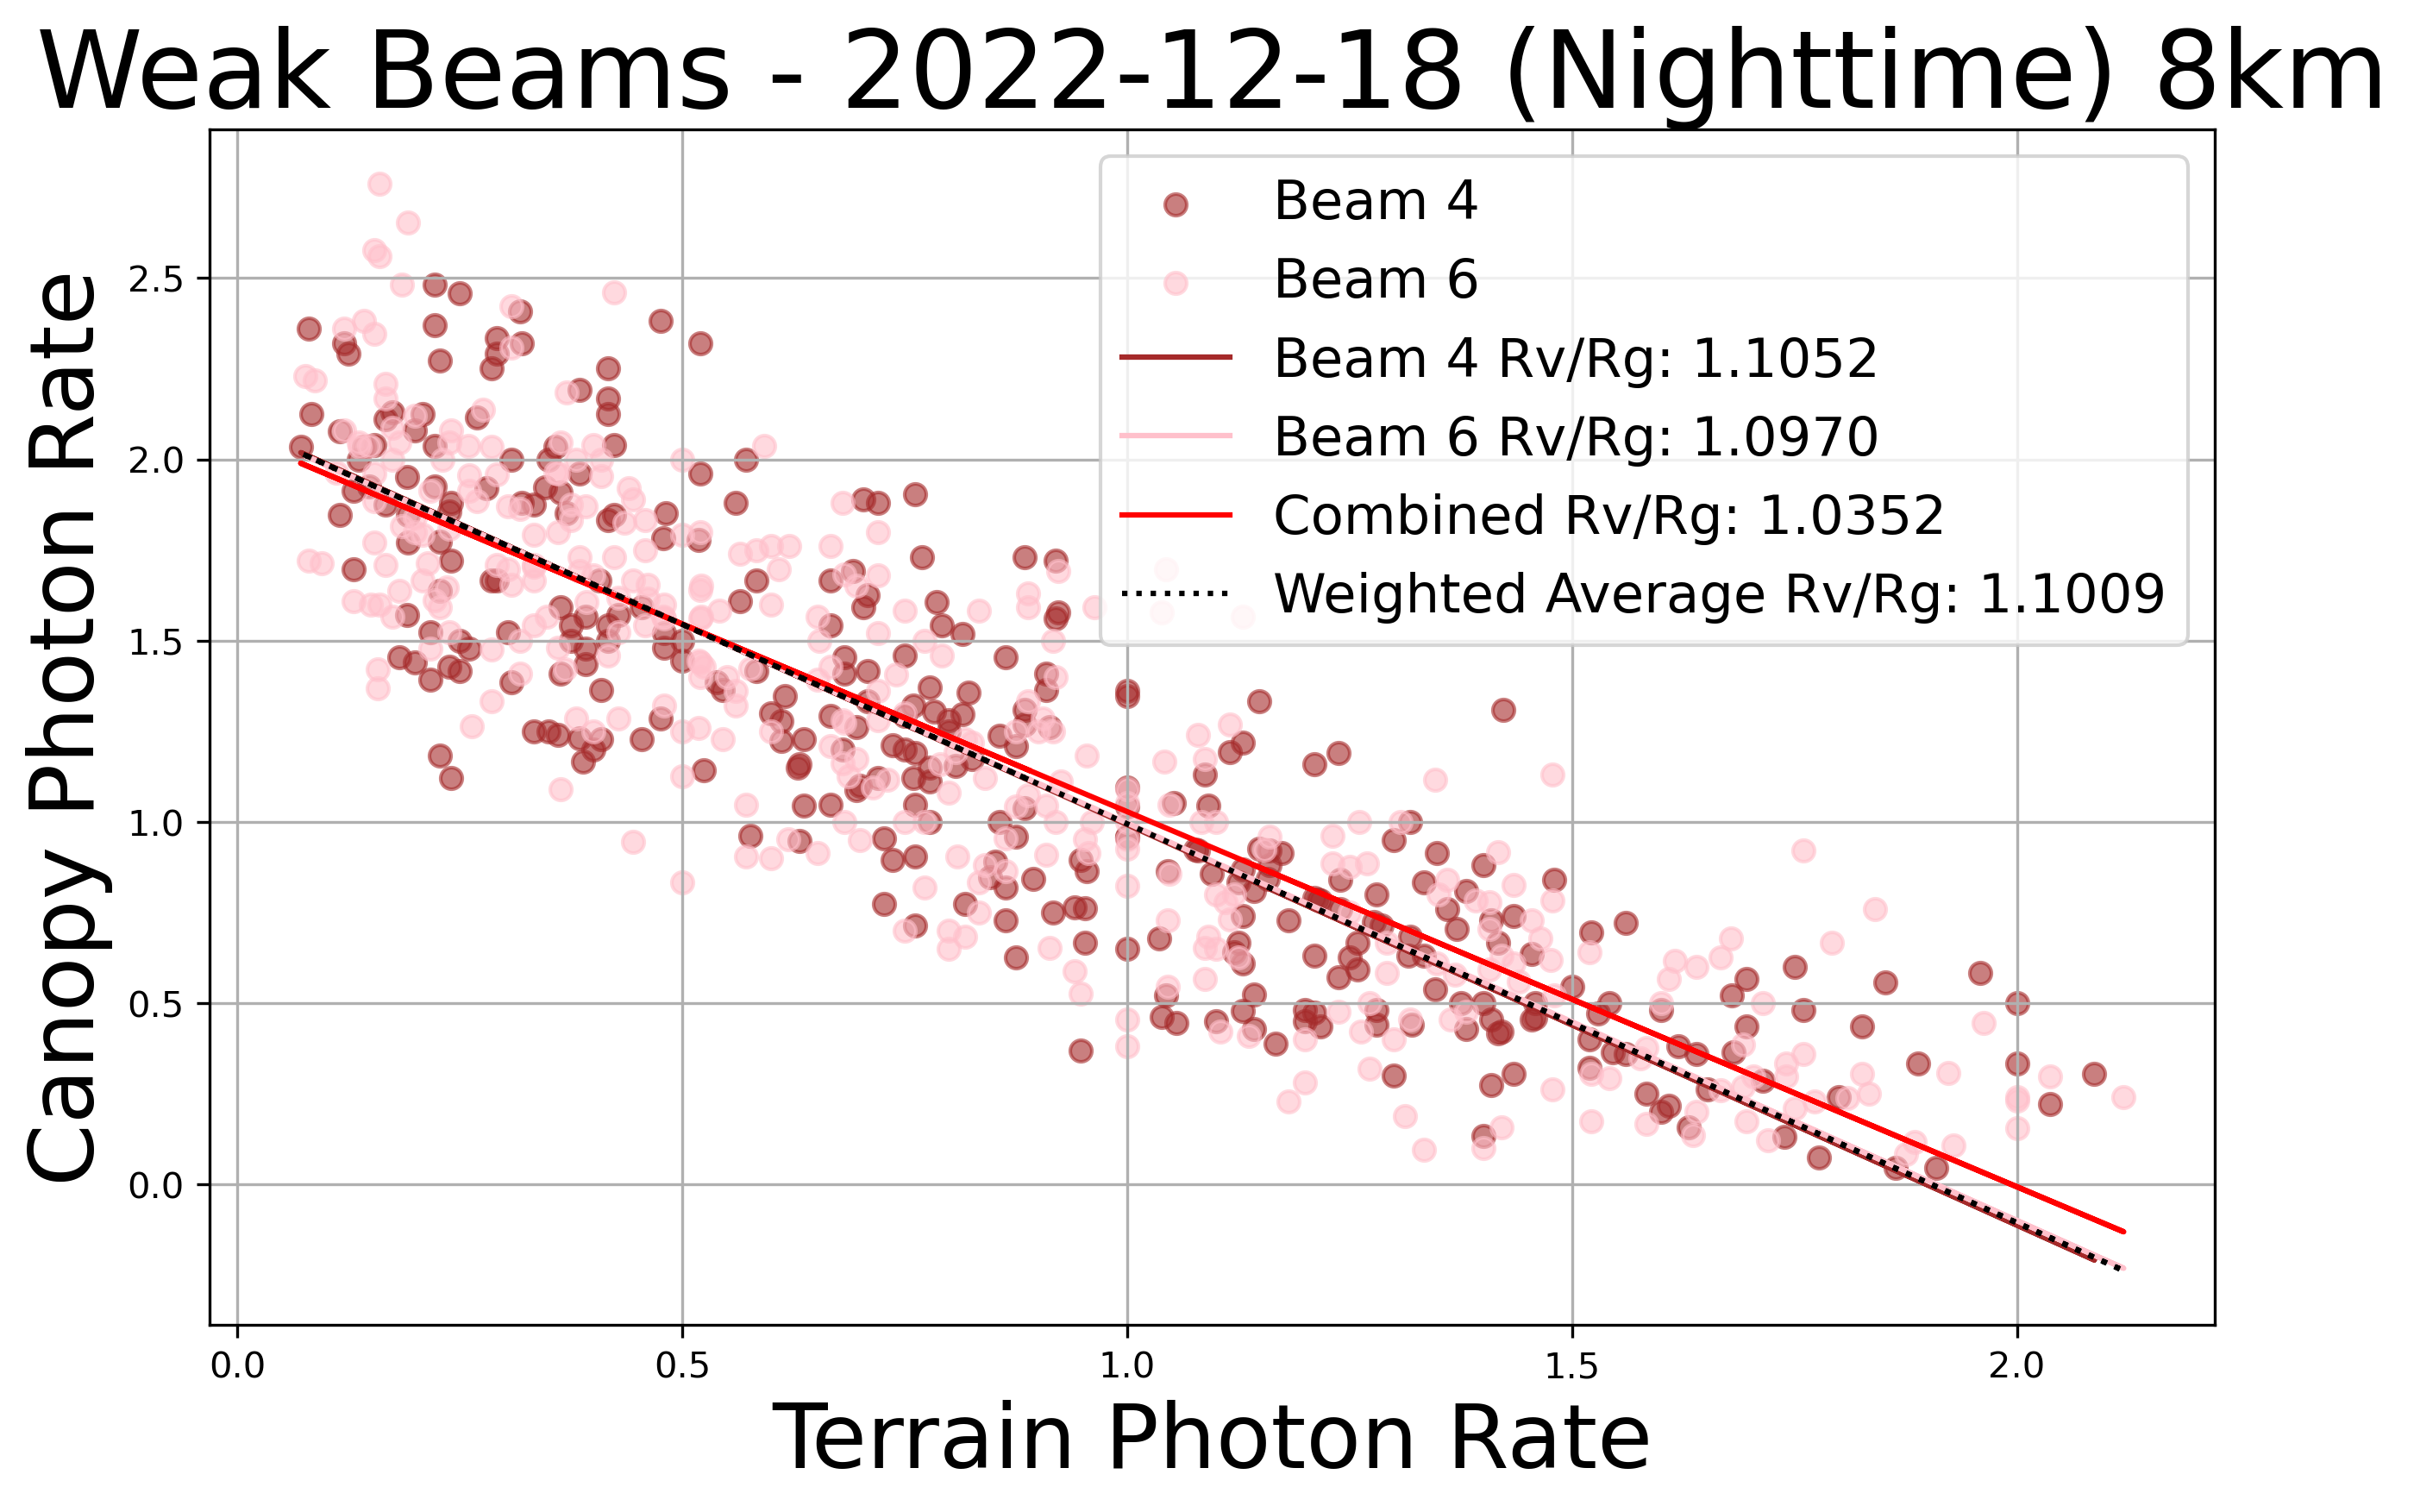 Weak Beams - 2022-12-18 (Nighttime) 8km
Beam 4
Beam 6
Beam 4 Rv/Rg: 1.1052
Beam 6 Rv/Rg: 1.0970
Combined Rv/Rg: 1.0352
Weighted Average Rv/Rg: 1.1009
Canopy Photon Rate
2.5
2.0
1.5
1.0
0.5
0.0
0.0 0.5 1.0 1.5 2.0
Terrain Photon Rate